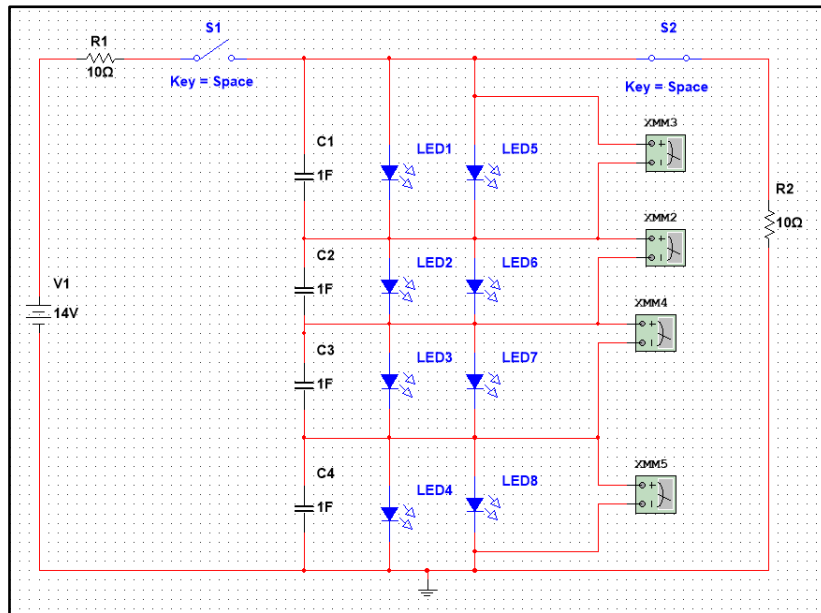 S1
S2
R1
10Ω
Key = Space
Key = Space
XMM3
C1
LED1
LED5
1F
R2
10Ω
XMM2
C2
LED2
LED6
V1
1F
14V
XMM4
C3
LED3
LED7
1F
XMM5
C4
LED4
LED8
1F